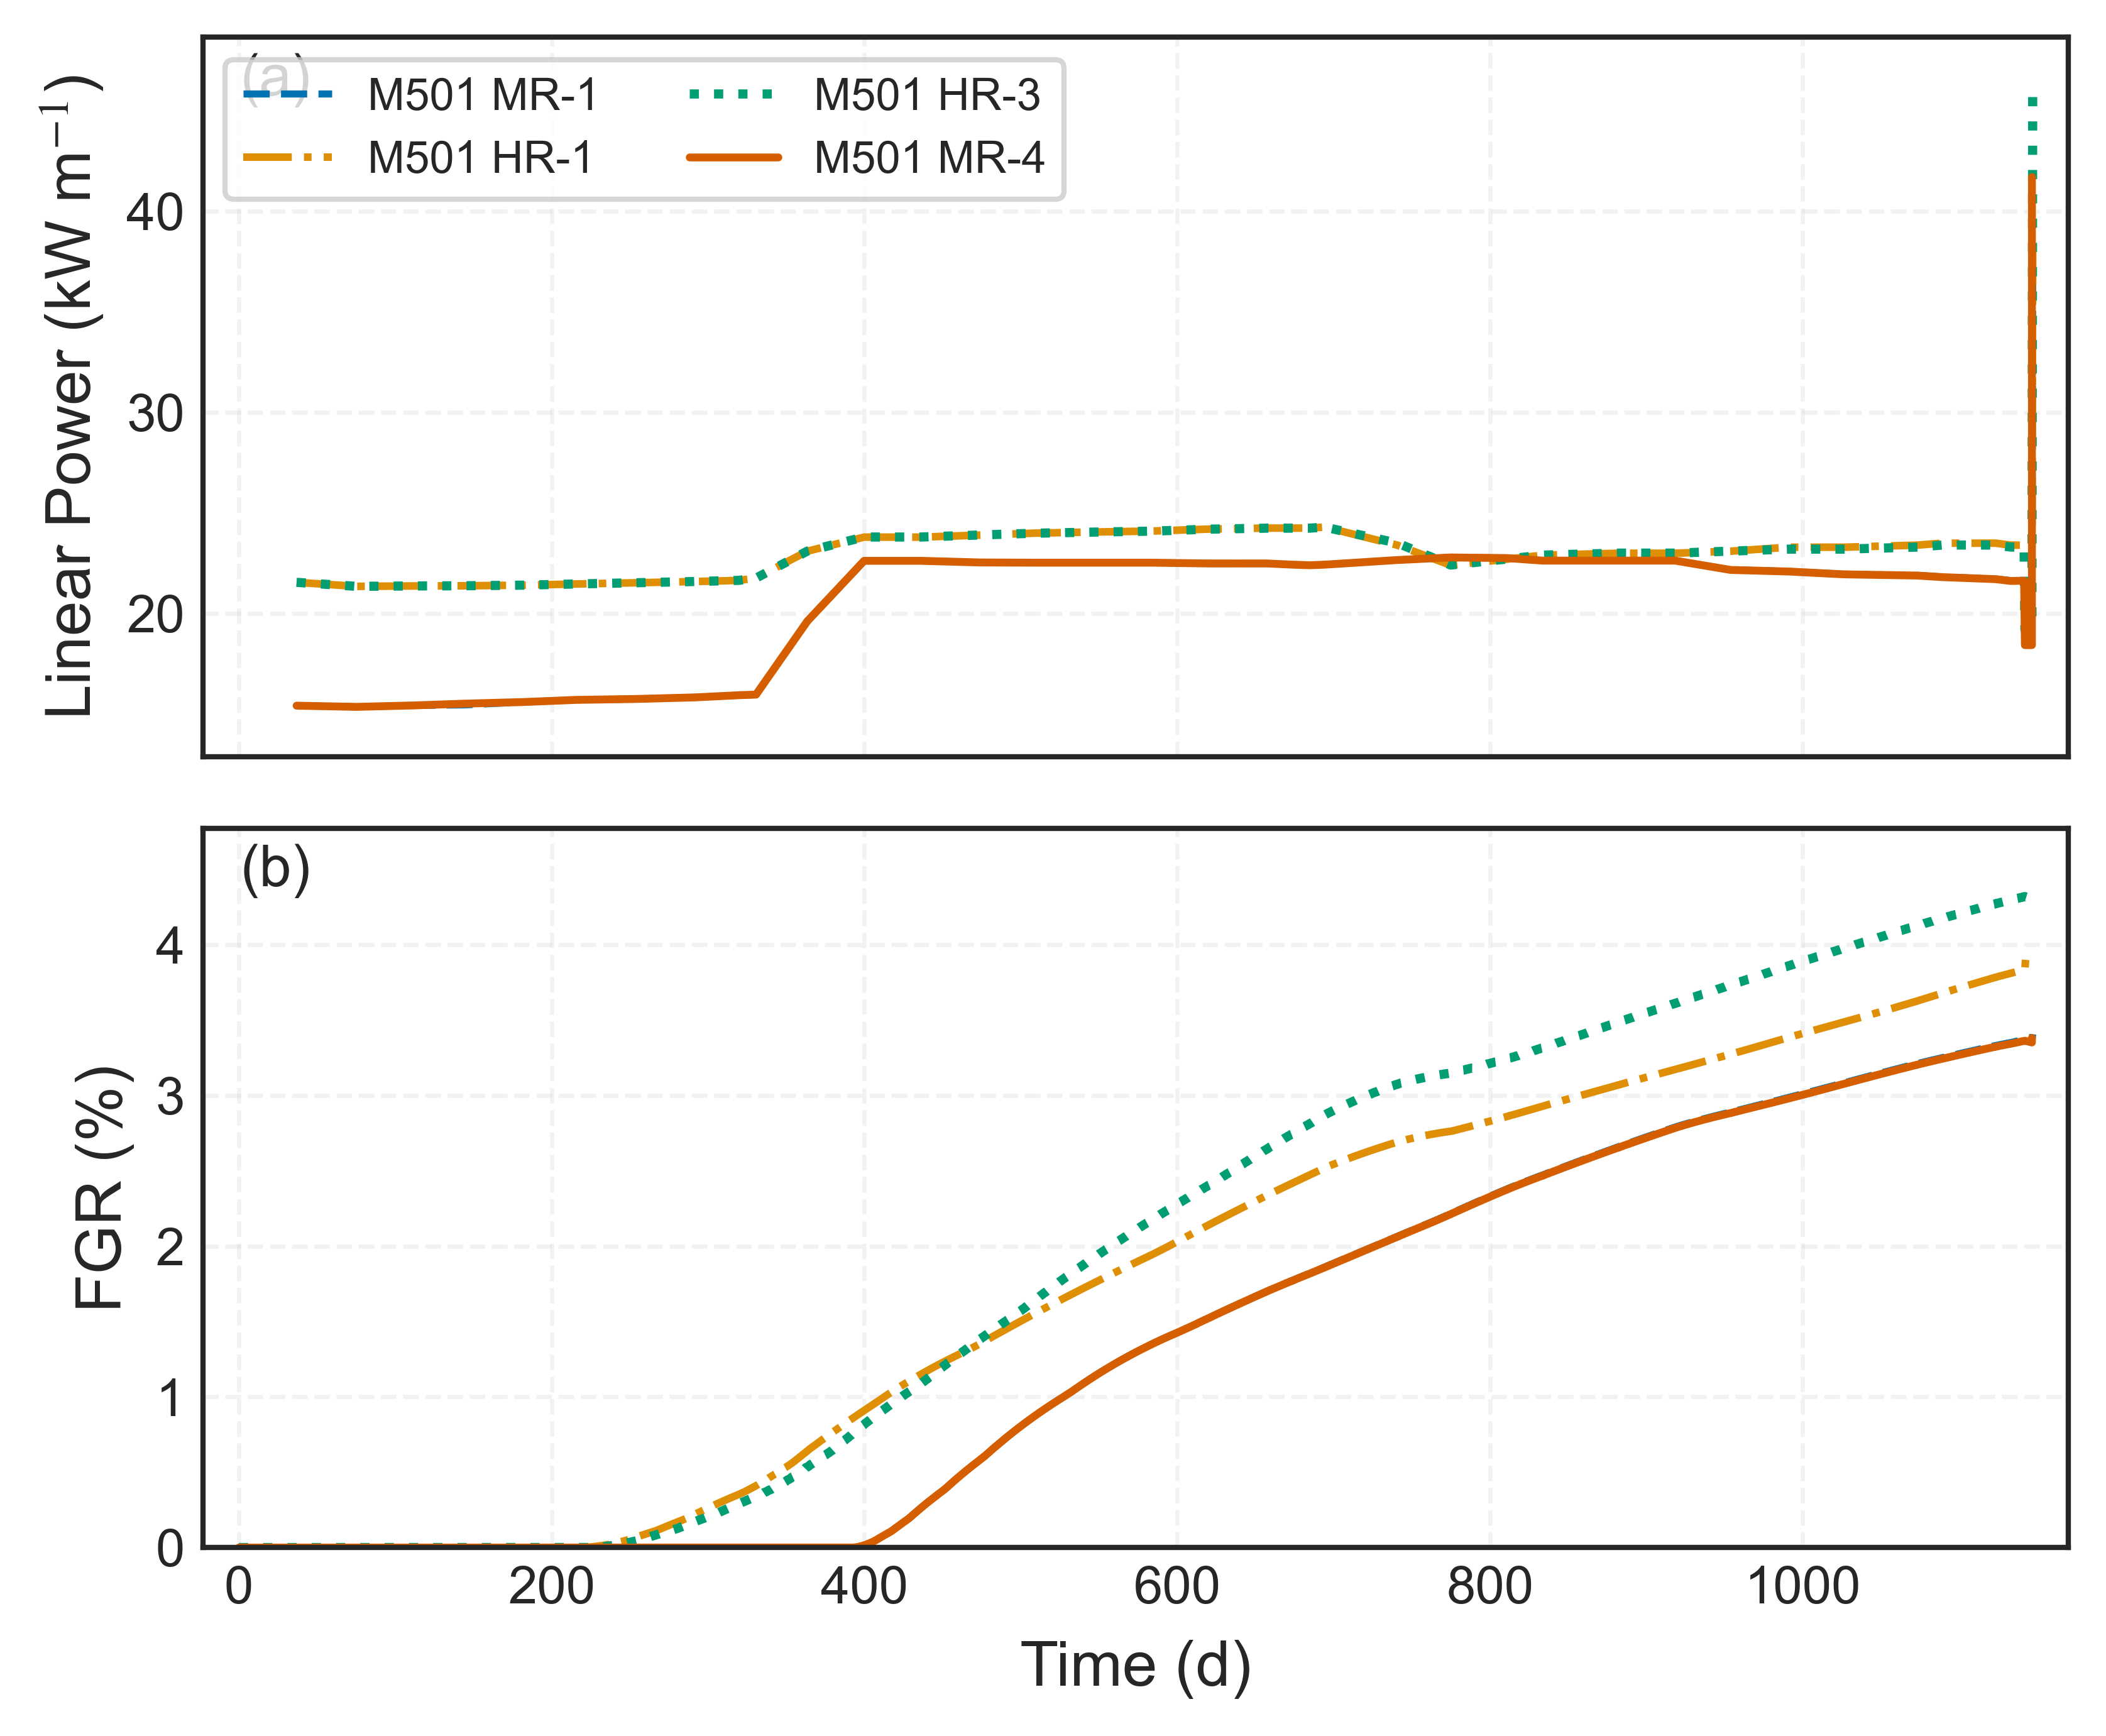 (a)
M501 MR-1
M501 HR-1
M501 HR-3
M501 MR-4
Linear Power (kW m⁻¹)
40
30
20
(b)
FGR (%)
4
3
2
1
0
0 200 400 600 800 1000
Time (d)